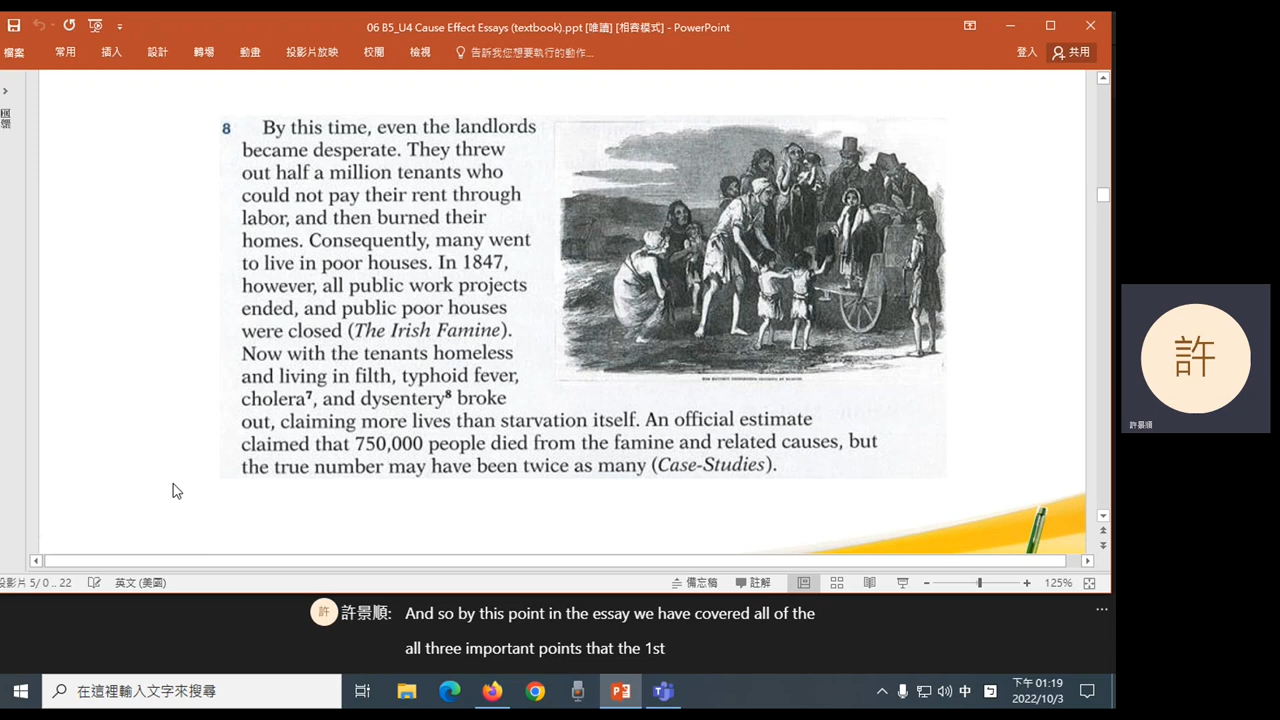 06 B5_U4 Cause Effect Essays (textbook).ppt [唯讀] [相容模式] - PowerPoint
檔案 常用 插入 設計 轉場 動畫 投影片放映 校閱 檢視 告訴我您想要執行的動作... 登入 共用
8 By this time, even the landlords
became desperate. They threw
out half a million tenants who
could not pay their rent through
labor, and then burned their
homes. Consequently, many went
to live in poor houses. In 1847,
however, all public work projects
ended, and public poor houses
were closed (The Irish Famine).
Now with the tenants homeless
and living in filth, typhoid fever,
cholera⁷, and dysentery⁸ broke
out, claiming more lives than starvation itself. An official estimate
claimed that 750,000 people died from the famine and related causes, but
the true number may have been twice as many (Case-Studies).
許
許景順
投影片 5/0 .. 22 英文 (美國) 備忘稿 註解 125%
許 許景順: And so by this point in the essay we have covered all of the
all three important points that the 1st
在這裡輸入文字來搜尋
中
下午 01:19
2022/10/3